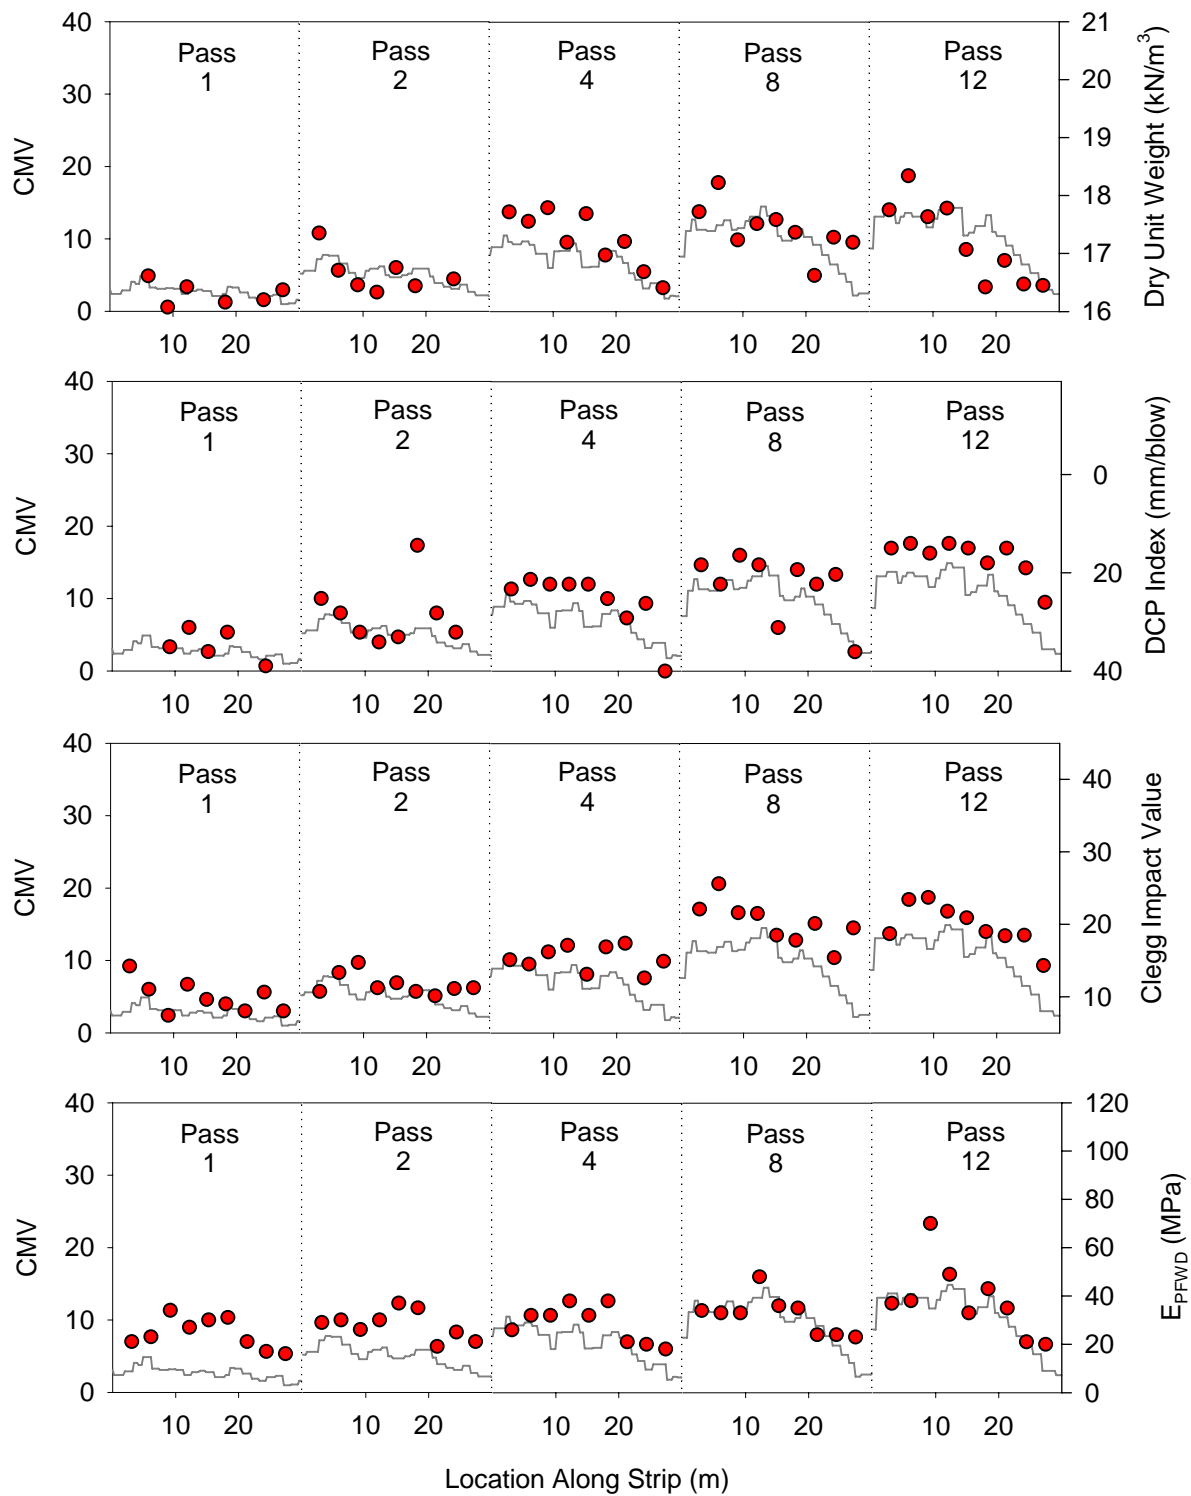 40
30
20
10
0
CMV
Pass
1
Pass
2
Pass
4
Pass
8
Pass
12
21
20
19
18
17
16
Dry Unit Weight (kN/m³)
10 20 10 20 10 20 10 20 10 20
40
30
20
10
0
CMV
Pass
1
Pass
2
Pass
4
Pass
8
Pass
12
0
20
40
DCP Index (mm/blow)
10 20 10 20 10 20 10 20 10 20
40
30
20
10
0
CMV
Pass
1
Pass
2
Pass
4
Pass
8
Pass
12
40
30
20
10
Clegg Impact Value
10 20 10 20 10 20 10 20 10 20
40
30
20
10
0
CMV
Pass
1
Pass
2
Pass
4
Pass
8
Pass
12
120
100
80
60
40
20
0
E_PFWD (MPa)
10 20 10 20 10 20 10 20 10 20
Location Along Strip (m)